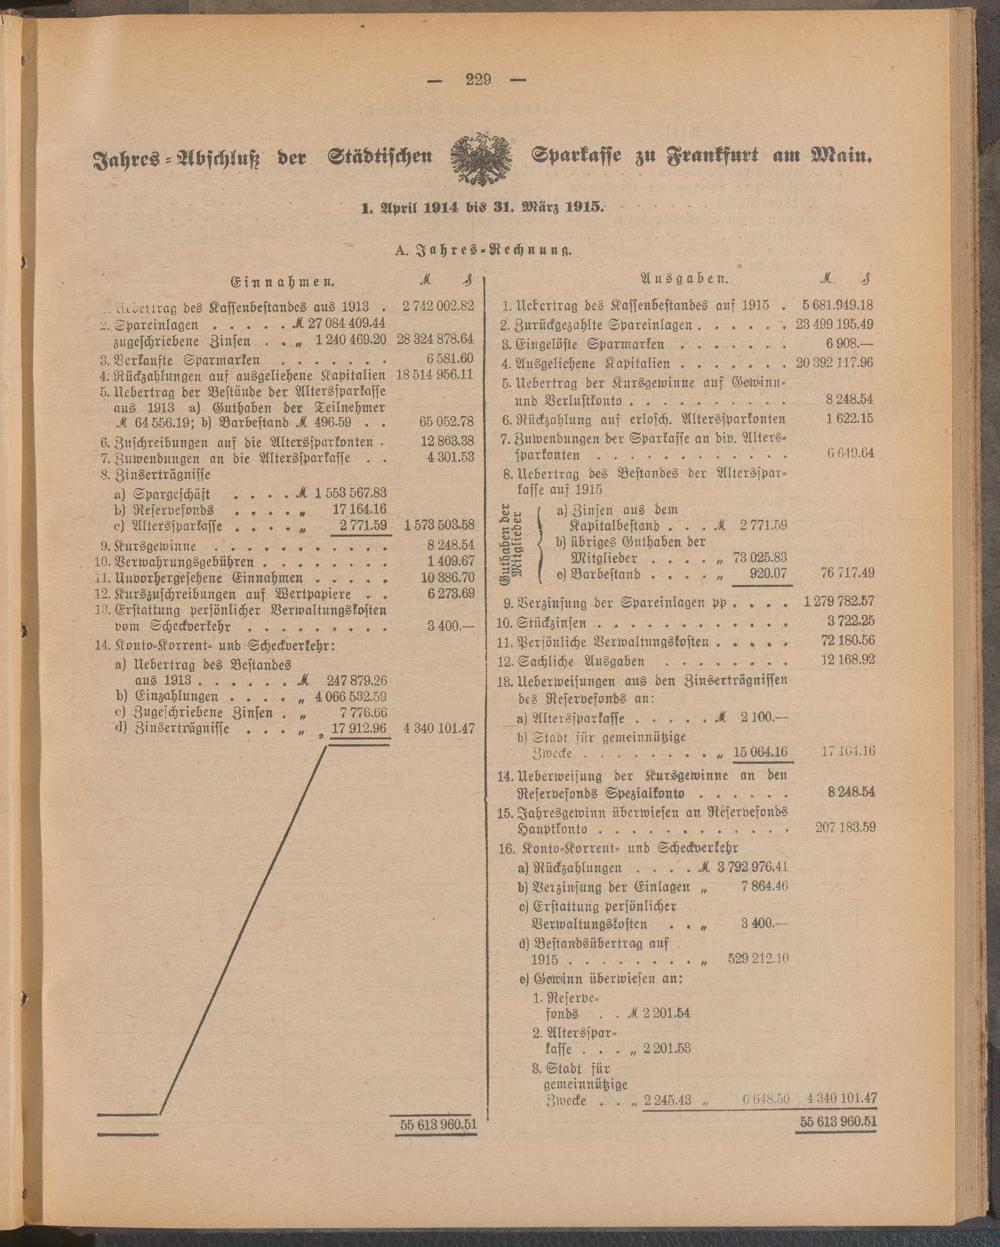 — 229 —
Jahres-Abschluß der Städtischen Sparkasse zu Frankfurt am Main.
1. April 1914 bis 31. März 1915.
A. Jahres-Rechnung.
Einnahmen. ℳ ₰
Uebertrag des Kassenbestandes aus 1913 . 2 742 002.82
2. Spareinlagen . . . . . ℳ 27 084 409.44
zugeschriebene Zinsen . . „ 1 240 469.20 28 324 878.64
3. Verkaufte Sparmarken . . . . . . . 6 581.60
4. Rückzahlungen auf ausgeliehene Kapitalien 18 514 956.11
5. Uebertrag der Bestände der Alterssparkasse
aus 1913 a) Guthaben der Teilnehmer
ℳ 64 556.19; b) Barbestand ℳ 496.59 . . 65 052.78
6. Zuschreibungen auf die Alterssparkonten . 12 863.38
7. Zuwendungen an die Alterssparkasse . . 4 301.53
8. Zinserträgnisse
a) Spargeschäft . . . . ℳ 1 553 567.83
b) Reservefonds . . . . „ 17 164.16
c) Alterssparkasse . . . . „ 2 771.59 1 573 503.58
9. Kursgewinne . . . . . . . . . . 8 248.54
10. Verwahrungsgebühren . . . . . . . 1 409.67
11. Unvorhergesehene Einnahmen . . . . . 10 386.70
12. Kurszuschreibungen auf Wertpapiere . . 6 273.69
13. Erstattung persönlicher Verwaltungskosten
vom Scheckverkehr . . . . . . . . . 3 400.—
14. Konto-Korrent- und Scheckverkehr:
a) Uebertrag des Bestandes
aus 1913 . . . . . . ℳ 247 879.26
b) Einzahlungen . . . . „ 4 066 532.59
c) Zugeschriebene Zinsen . „ 7 776.66
d) Zinserträgnisse . . . „ 17 912.96 4 340 101.47
55 613 960.51
Ausgaben. ℳ ₰
1. Uebertrag des Kassenbestandes auf 1915 . 5 681.949.18
2. Zurückgezahlte Spareinlagen . . . . . . 23 499 195.49
3. Eingelöste Sparmarken . . . . . . . 6 908.—
4. Ausgeliehene Kapitalien . . . . . . . 20 392 117.96
5. Uebertrag der Kursgewinne auf Gewinn-
und Verlustkonto . . . . . . . . . . 8 248.54
6. Rückzahlung auf erlosch. Alterssparkonten 1 622.15
7. Zuwendungen der Sparkasse an div. Alters-
sparkonten . . . . . . . . . . . . 6 649.64
8. Uebertrag des Bestandes der Alterssspar-
kasse auf 1915
Guthaben der
Mitglieder
a) Zinsen aus dem
Kapitalbestand . . . ℳ 2 771.59
b) übriges Guthaben der
Mitglieder . . . . „ 73 025.83
c) Barbestand . . . . „ 920.07 76 717.49
9. Verzinsung der Spareinlagen pp . . . . 1 279 782.57
10. Stückzinsen . . . . . . . . . . . . 3 722.25
11. Persönliche Verwaltungskosten . . . . . 72 180.56
12. Sachliche Ausgaben . . . . . . . . 12 168.92
13. Ueberweisungen aus den Zinserträgnissen
des Reservefonds an:
a) Alterssparkasse . . . . . ℳ 2 100.—
b) Stadt für gemeinnützige
Zwecke . . . . . . . . „ 15 064.16 17 164.16
14. Ueberweisung der Kursgewinne an den
Reservefonds Spezialkonto . . . . . . 8 248.54
15. Jahresgewinn überwiesen an Reservefonds
Hauptkonto . . . . . . . . . . . . 207 183.59
16. Konto-Korrent- und Scheckverkehr
a) Rückzahlungen . . . . ℳ 3 792 976.41
b) Verzinsung der Einlagen „ 7 864.46
c) Erstattung persönlicher
Verwaltungskosten . . „ 3 400.—
d) Bestandsübertrag auf
1915 . . . . . . . . „ 529 212.10
e) Gewinn überwiesen an:
1. Reserve-
fonds . . ℳ 2 201.54
2. Altersspar-
kasse . . . „ 2 201.53
3. Stadt für
gemeinnützige
Zwecke . . „ 2 245.43 „ 6 648.50 4 340 101.47
55 613 960.51